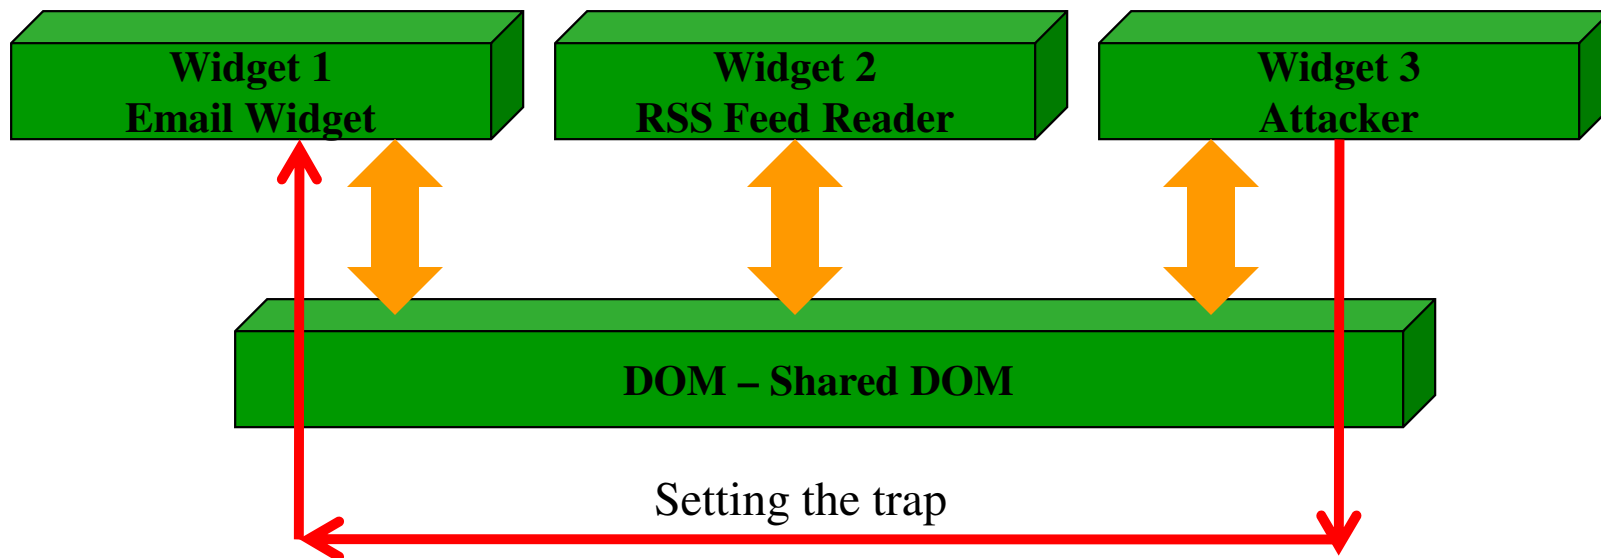 Widget 1
Email Widget
Widget 2
RSS Feed Reader
Widget 3
Attacker
DOM – Shared DOM
Setting the trap